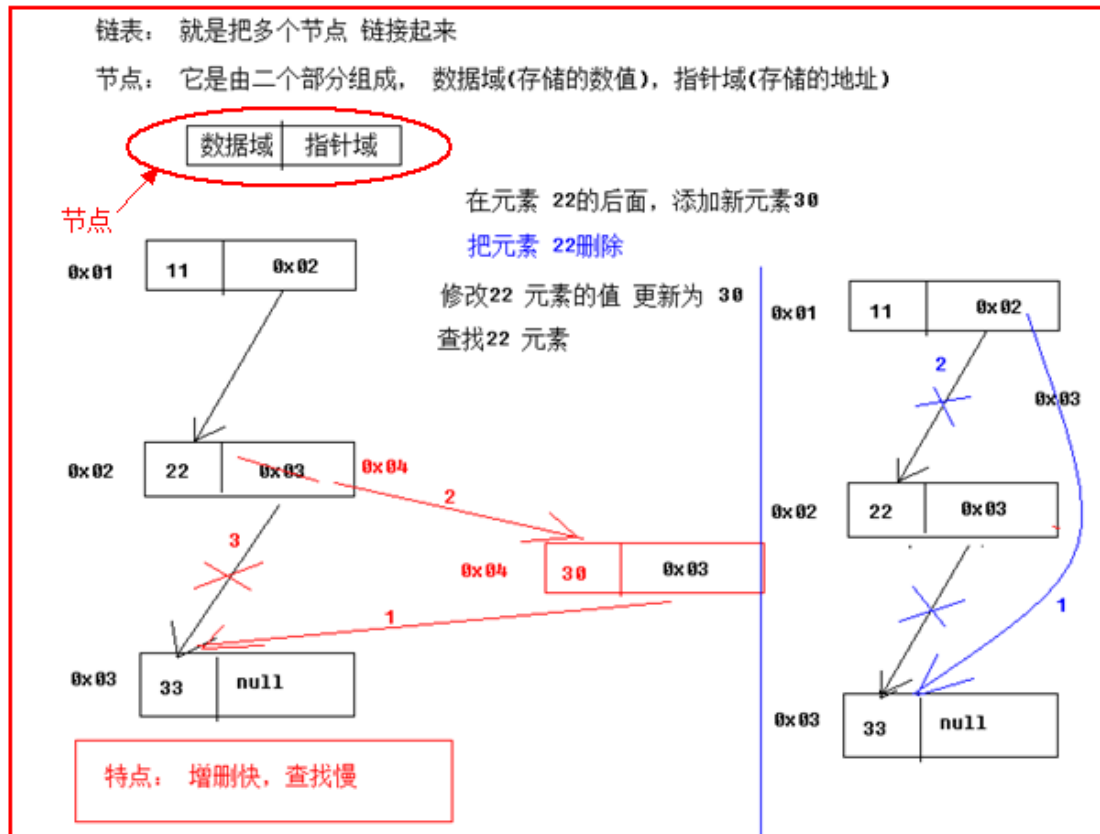 链表： 就是把多个节点 链接起来
节点： 它是由二个部分组成， 数据域(存储的数值)，指针域(存储的地址)
数据域 指针域
节点
在元素 22的后面，添加新元素30
把元素 22删除
修改22 元素的值 更新为 30
查找22 元素
0x01 11 0x02
0x02 22 0x03 0x04
2
3
0x04 30 0x03
1
0x03 33 null
特点： 增删快，查找慢
0x01 11 0x02
2
0x03
0x02 22 0x03
1
0x03 33 null